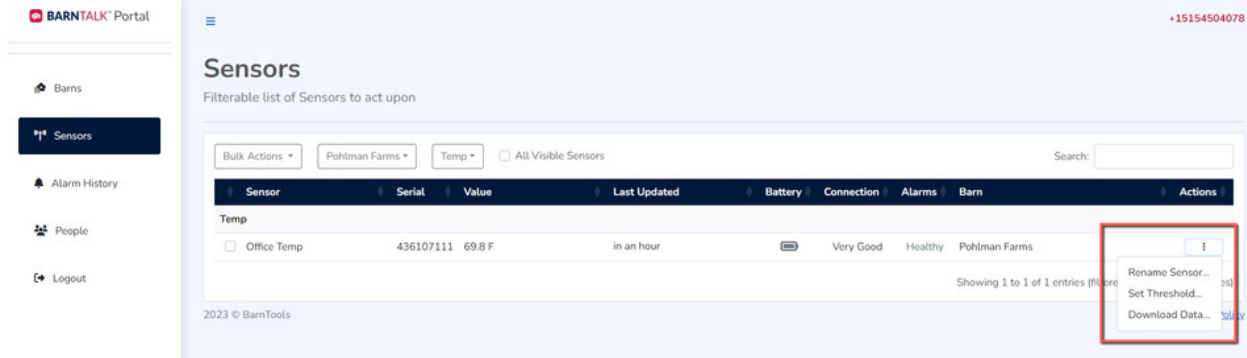 BARNTALK™ Portal
+15154504078
Barns
Sensors
Alarm History
People
Logout
Sensors
Filterable list of Sensors to act upon
Bulk Actions Pohlman Farms Temp All Visible Sensors Search:
Sensor Serial Value Last Updated Battery Connection Alarms Barn Actions
Temp
Office Temp 436107111 69.8 F in an hour Very Good Healthy Pohlman Farms
Rename Sensor...
Set Threshold...
Download Data...
Showing 1 to 1 of 1 entries
2023 © BarnTools
Policy